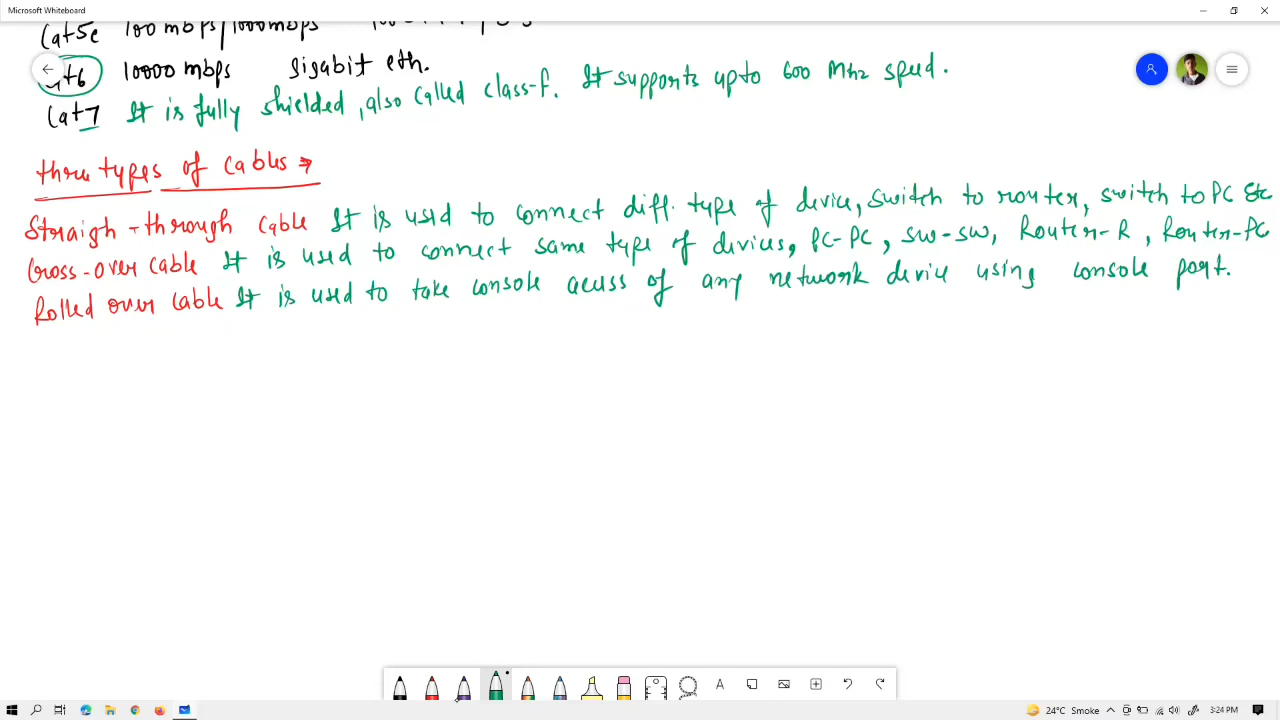 Microsoft Whiteboard
Cat5e 100 mbps/1000mbps
10000 mbps gigabit eth.
Cat7 It is fully shielded, also called class-F. It supports upto 600 Mhz speed.
three types of Cables ⇒
Straigh-through Cable It is used to connect diff. type of device, Switch to router, switch to PC etc
Cross-over Cable It is used to connect same type of devices, PC-PC, sw-sw, Router-R, Router-PC
Rolled over Cable It is used to take console access of any network device using console port.
A
24°C Smoke 3:24 PM